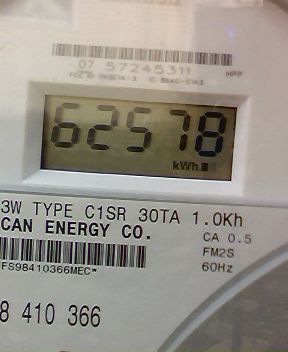 07 57245311 HPP
62578
kWh
3W TYPE C1SR 30TA 1.0Kh
CAN ENERGY CO.
CA 0.5
FM2S
FS98410366MEC*
60Hz
8 410 366